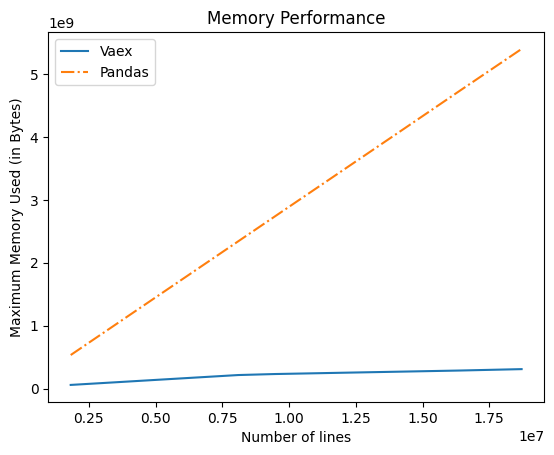 Memory Performance
1e9
Vaex
Pandas
Maximum Memory Used (in Bytes)
5
4
3
2
1
0
0.25
0.50
0.75
1.00
1.25
1.50
1.75
1e7
Number of lines